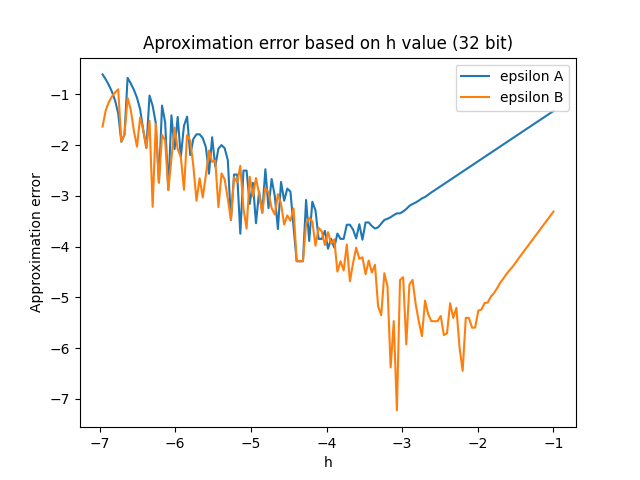 Aproximation error based on h value (32 bit)
epsilon A
epsilon B
Approximation error
−1
−2
−3
−4
−5
−6
−7
−7 −6 −5 −4 −3 −2 −1
h